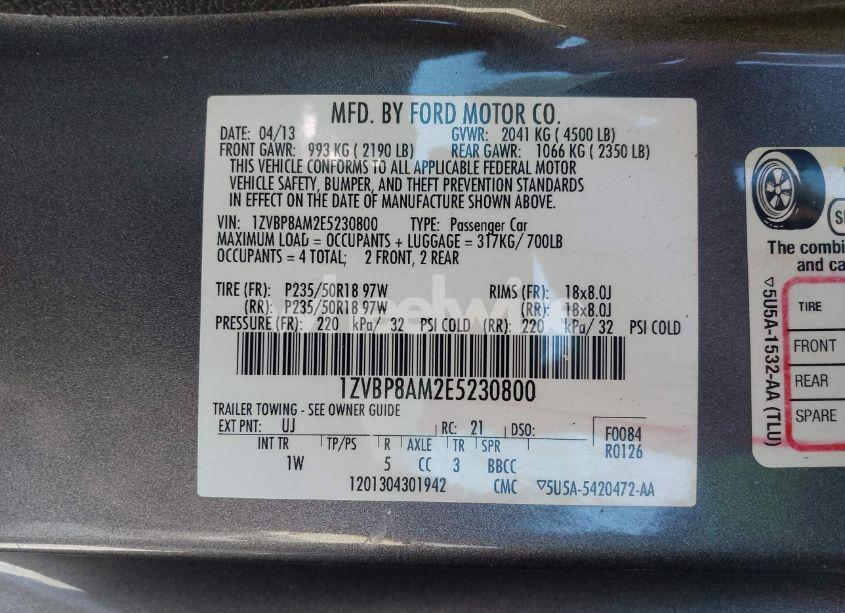 MFD. BY FORD MOTOR CO.
DATE: 04/13 GVWR: 2041 KG ( 4500 LB)
FRONT GAWR: 993 KG ( 2190 LB) REAR GAWR: 1066 KG ( 2350 LB)
THIS VEHICLE CONFORMS TO ALL APPLICABLE FEDERAL MOTOR
VEHICLE SAFETY, BUMPER, AND THEFT PREVENTION STANDARDS
IN EFFECT ON THE DATE OF MANUFACTURE SHOWN ABOVE.
VIN: 1ZVBP8AM2E5230800 TYPE: Passenger Car
MAXIMUM LOAD = OCCUPANTS + LUGGAGE = 317KG/ 700LB
OCCUPANTS = 4 TOTAL; 2 FRONT, 2 REAR
TIRE (FR): P235/50R18 97W RIMS (FR): 18x8.0J
(RR): P235/50R18 97W (RR): 18x8.0J
PRESSURE (FR): 220 kPa/ 32 PSI COLD (RR): 220 kPa/ 32 PSI COLD
1ZVBP8AM2E5230800
TRAILER TOWING - SEE OWNER GUIDE
EXT PNT: UJ RC: 21 DSO: F0084
R0126
INT TR TP/PS R AXLE TR SPR
1W 5 CC 3 BBCC
1201304301942 CMC ▽5U5A-5420472-AA
The combi
and ca
▽5U5A-1532-AA (TLU)
TIRE
FRONT
REAR
SPARE